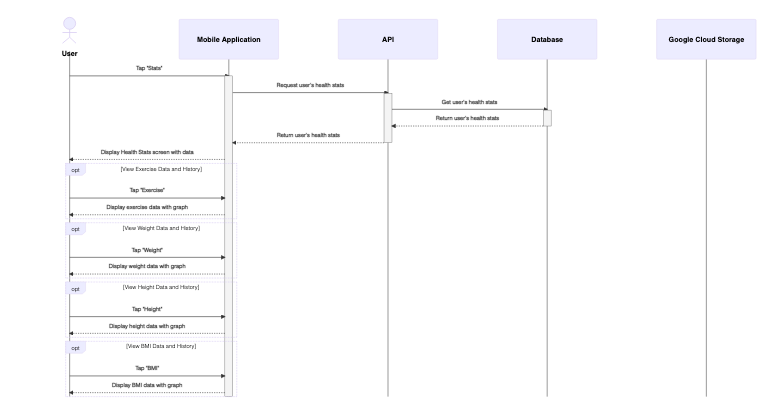 User
Mobile Application
API
Database
Google Cloud Storage
Tap "Stats"
Request user's health stats
Get user's health stats
Return user's health stats
Return user's health stats
Display Health Stats screen with data
opt
[View Exercise Data and History]
Tap "Exercise"
Display exercise data with graph
opt
[View Weight Data and History]
Tap "Weight"
Display weight data with graph
opt
[View Height Data and History]
Tap "Height"
Display height data with graph
opt
[View BMI Data and History]
Tap "BMI"
Display BMI data with graph